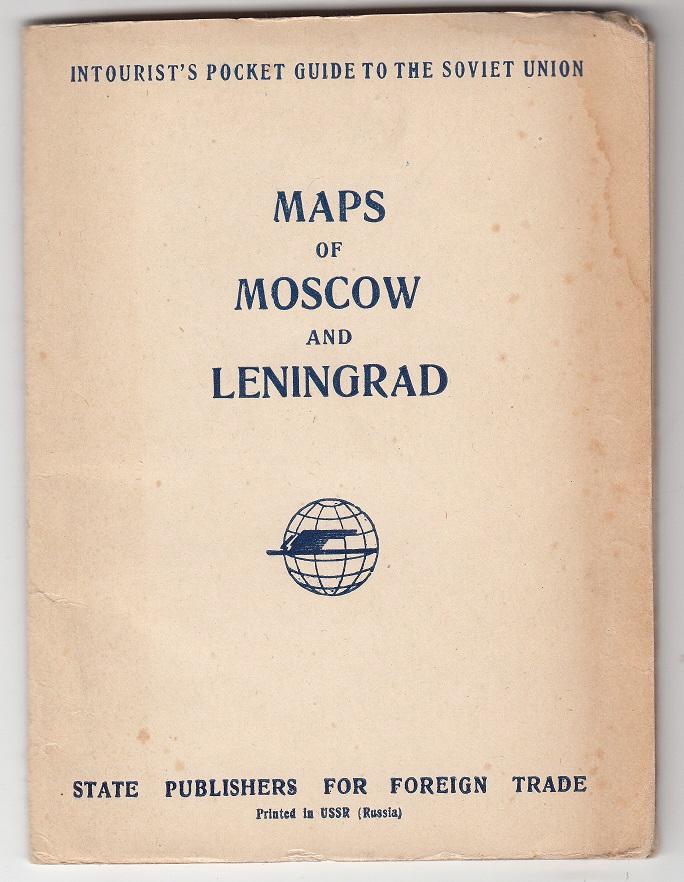 INTOURIST'S POCKET GUIDE TO THE SOVIET UNION
MAPS
OF
MOSCOW
AND
LENINGRAD
STATE PUBLISHERS FOR FOREIGN TRADE
Printed in USSR (Russia)